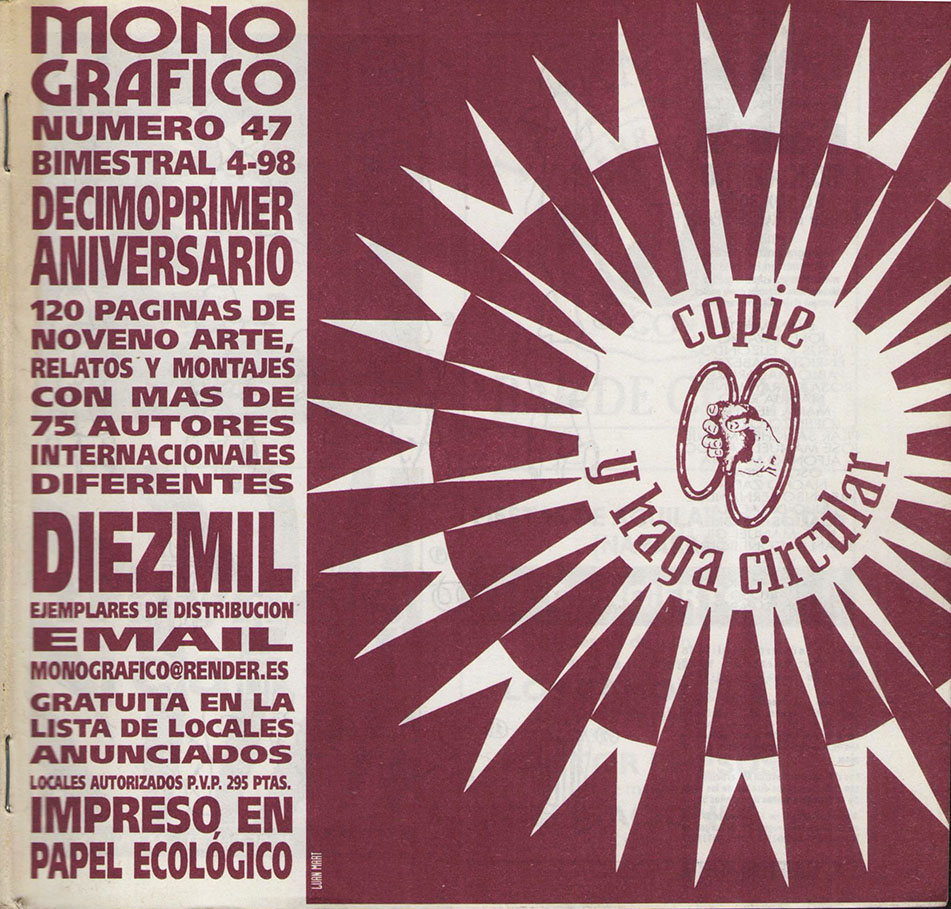 MONO
GRAFICO
NUMERO 47
BIMESTRAL 4-98
DECIMOPRIMER
ANIVERSARIO
120 PAGINAS DE
NOVENO ARTE,
RELATOS Y MONTAJES
CON MAS DE
75 AUTORES
INTERNACIONALES
DIFERENTES
DIEZMIL
EJEMPLARES DE DISTRIBUCION
EMAIL
MONOGRAFICO@RENDER.ES
GRATUITA EN LA
LISTA DE LOCALES
ANUNCIADOS
LOCALES AUTORIZADOS P.V.P. 295 PTAS.
IMPRESO EN
PAPEL ECOLÓGICO
copie
y haga circular